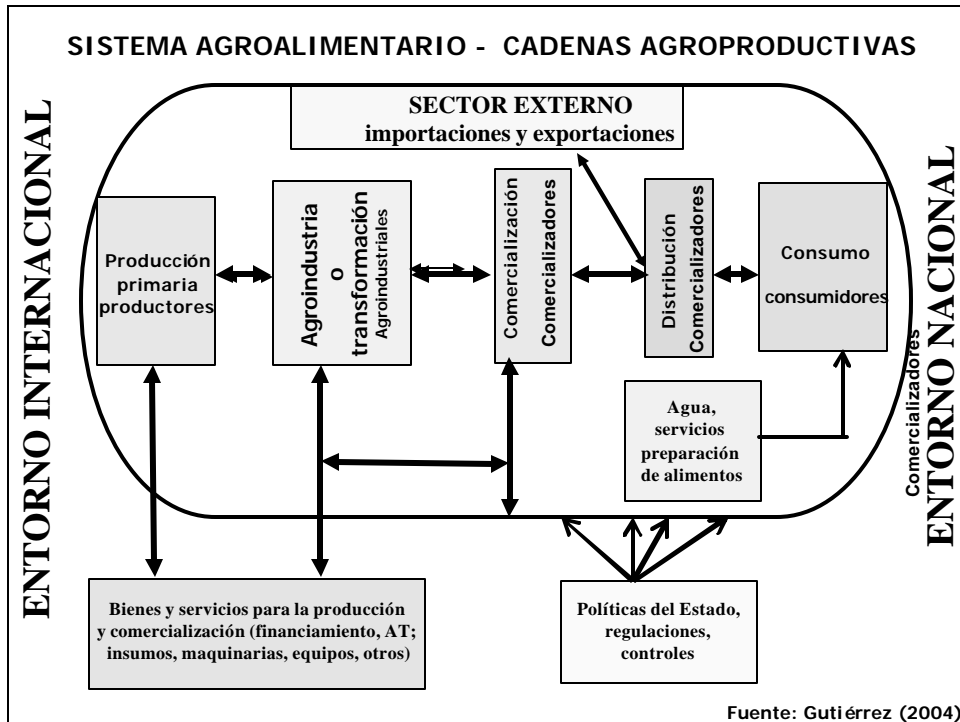 SISTEMA AGROALIMENTARIO - CADENAS AGROPRODUCTIVAS
ENTORNO INTERNACIONAL
SECTOR EXTERNO
importaciones y exportaciones
Producción
primaria
productores
Agroindustria
o
transformación
Agroindustriales
Comercialización
Comercializadores
Distribución
Comercializadores
Consumo
consumidores
Comercializadores
ENTORNO NACIONAL
Agua,
servicios
preparación
de alimentos
Bienes y servicios para la producción
y comercialización (financiamiento, AT;
insumos, maquinarias, equipos, otros)
Políticas del Estado,
regulaciones,
controles
Fuente: Gutiérrez (2004)